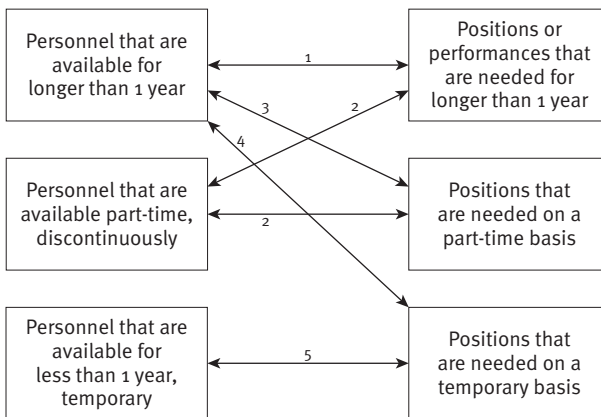 Personnel that are
available for
longer than 1 year
1
Positions or
performances that
are needed for
longer than 1 year
3
2
4
Personnel that are
available part-time,
discontinuously
2
Positions that
are needed on a
part-time basis
Personnel that are
available for
less than 1 year,
temporary
5
Positions that
are needed on a
temporary basis